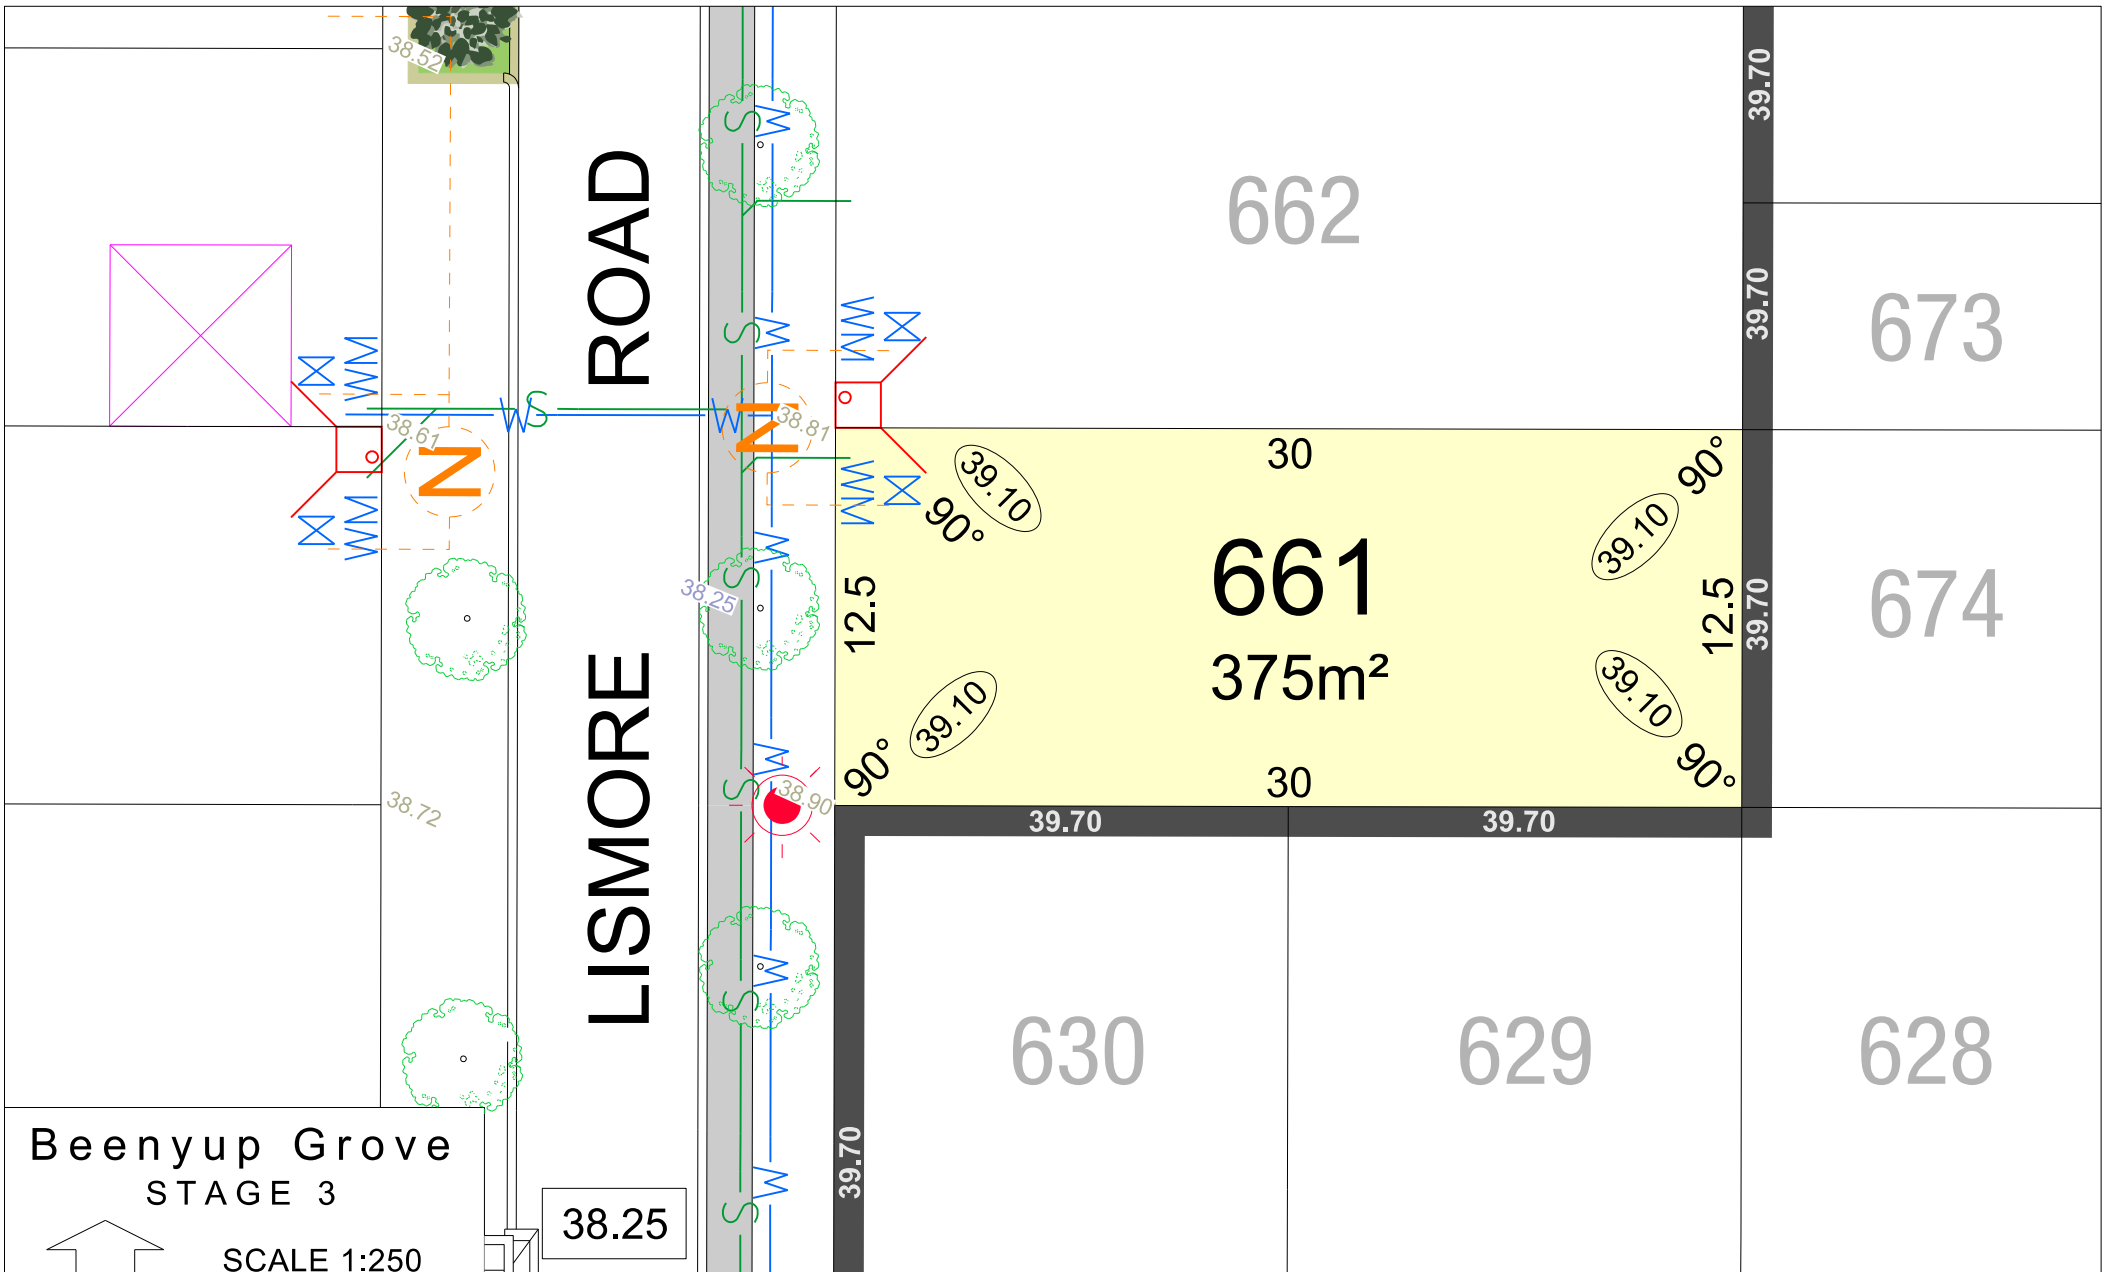 38.52
39.70
ROAD
S
W
662
39.70
673
S
W
W
W
W
S
W
38.61
N
38.81
N
W
W
W
W
30
39.10
90°
90°
39.10
661
375m²
12.5
12.5
39.70
674
W
S
38.25
39.10
90°
39.10
90°
30
W
S
38.90
38.72
39.70
39.70
LISMORE
W
S
630
629
628
39.70
Beenyup Grove
STAGE 3
SCALE 1:250
38.25
W
S